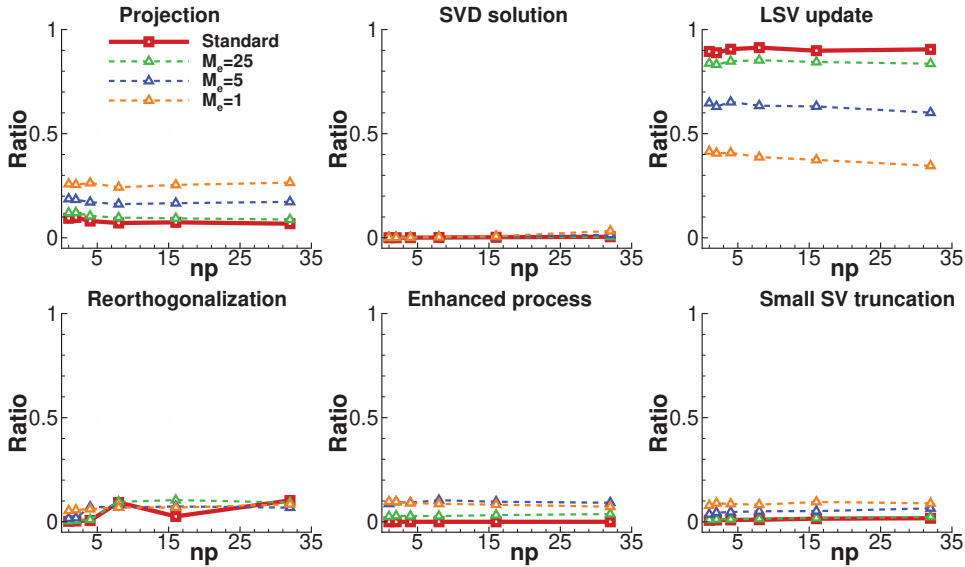 Projection
SVD solution
LSV update
1
1
1
Standard
M_e=25
M_e=5
M_e=1
Ratio
Ratio
Ratio
0.5
0.5
0.5
0
0
0
5 15 25 35
5 15 25 35
5 15 25 35
np
np
np
Reorthogonalization
Enhanced process
Small SV truncation
1
1
1
Ratio
Ratio
Ratio
0.5
0.5
0.5
0
0
0
5 15 25 35
5 15 25 35
5 15 25 35
np
np
np